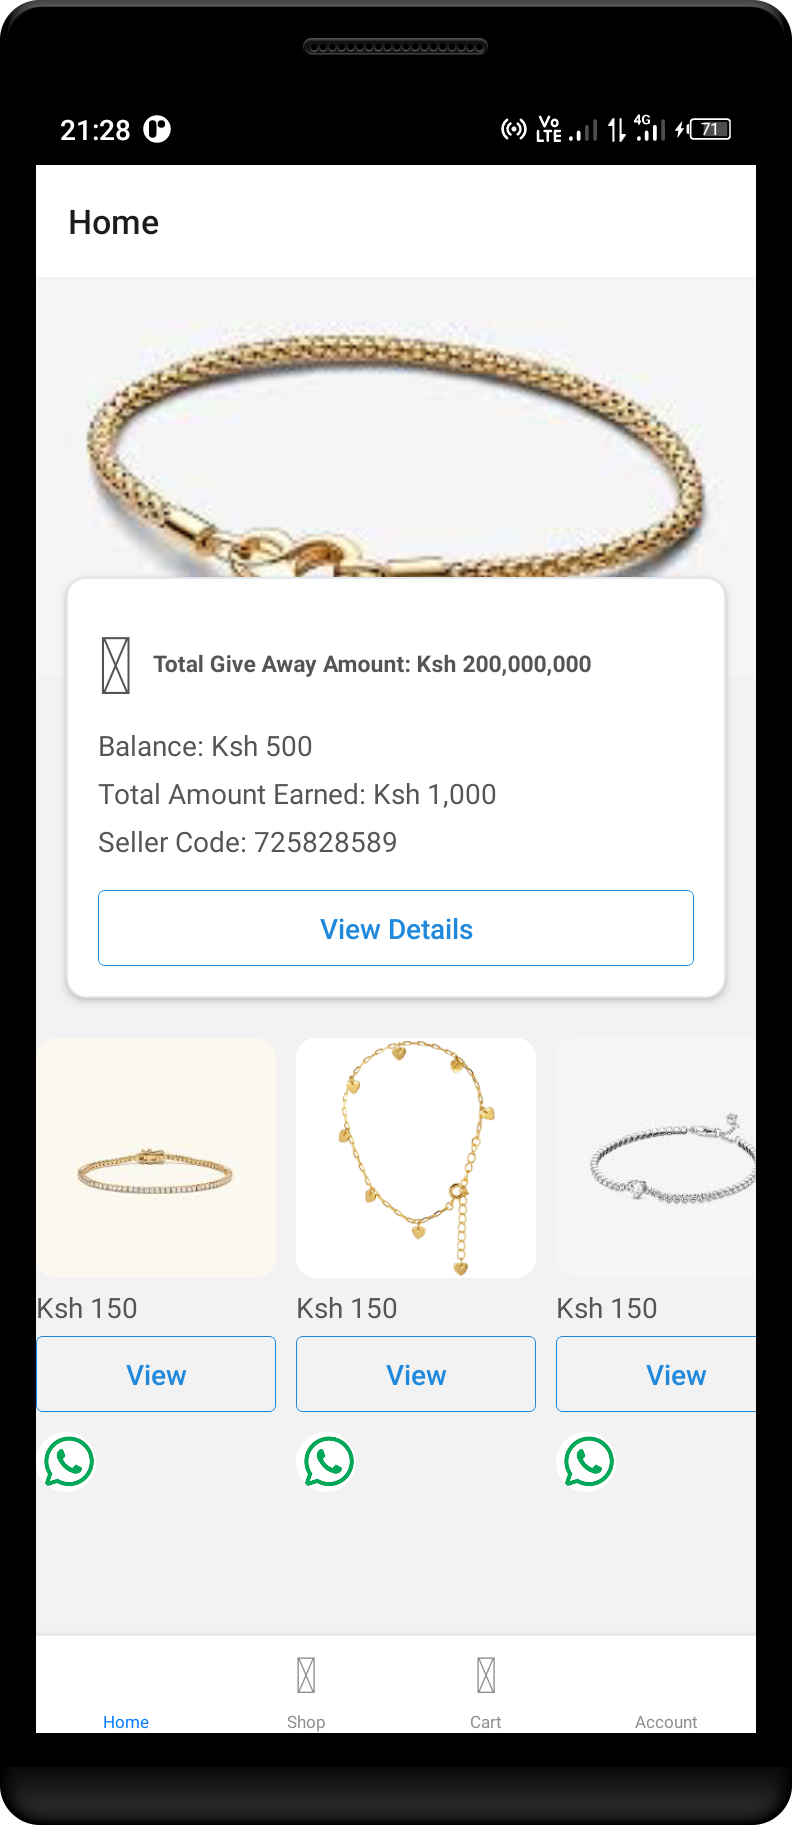 21:28
Vo
LTE
4G
71
Home
Total Give Away Amount: Ksh 200,000,000
Balance: Ksh 500
Total Amount Earned: Ksh 1,000
Seller Code: 725828589
View Details
Ksh 150 Ksh 150 Ksh 150
View View View
Home Shop Cart Account